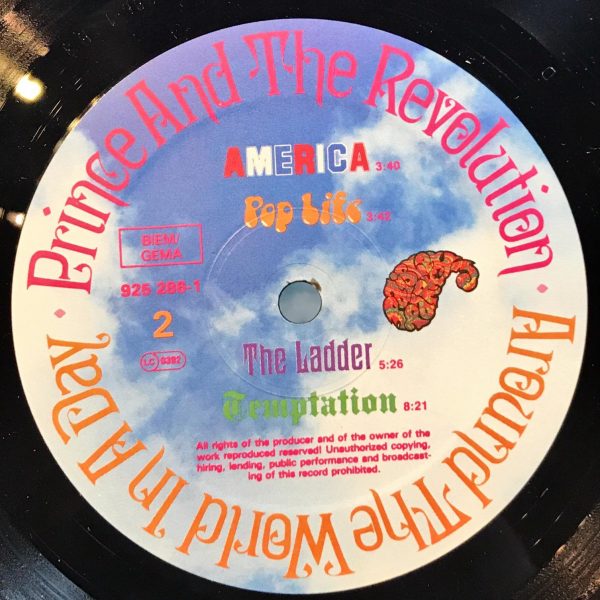 Prince And The Revolution
AMERICA 3:40
Pop Life 3:42
BIEM/
GEMA
925 288-1
2
LC 0392
The Ladder 5:26
Temptation 8:21
All rights of the producer and of the owner of the
work reproduced reserved! Unauthorized copying,
hiring, lending, public performance and broadcast-
ing of this record prohibited.
Around The World In A Day